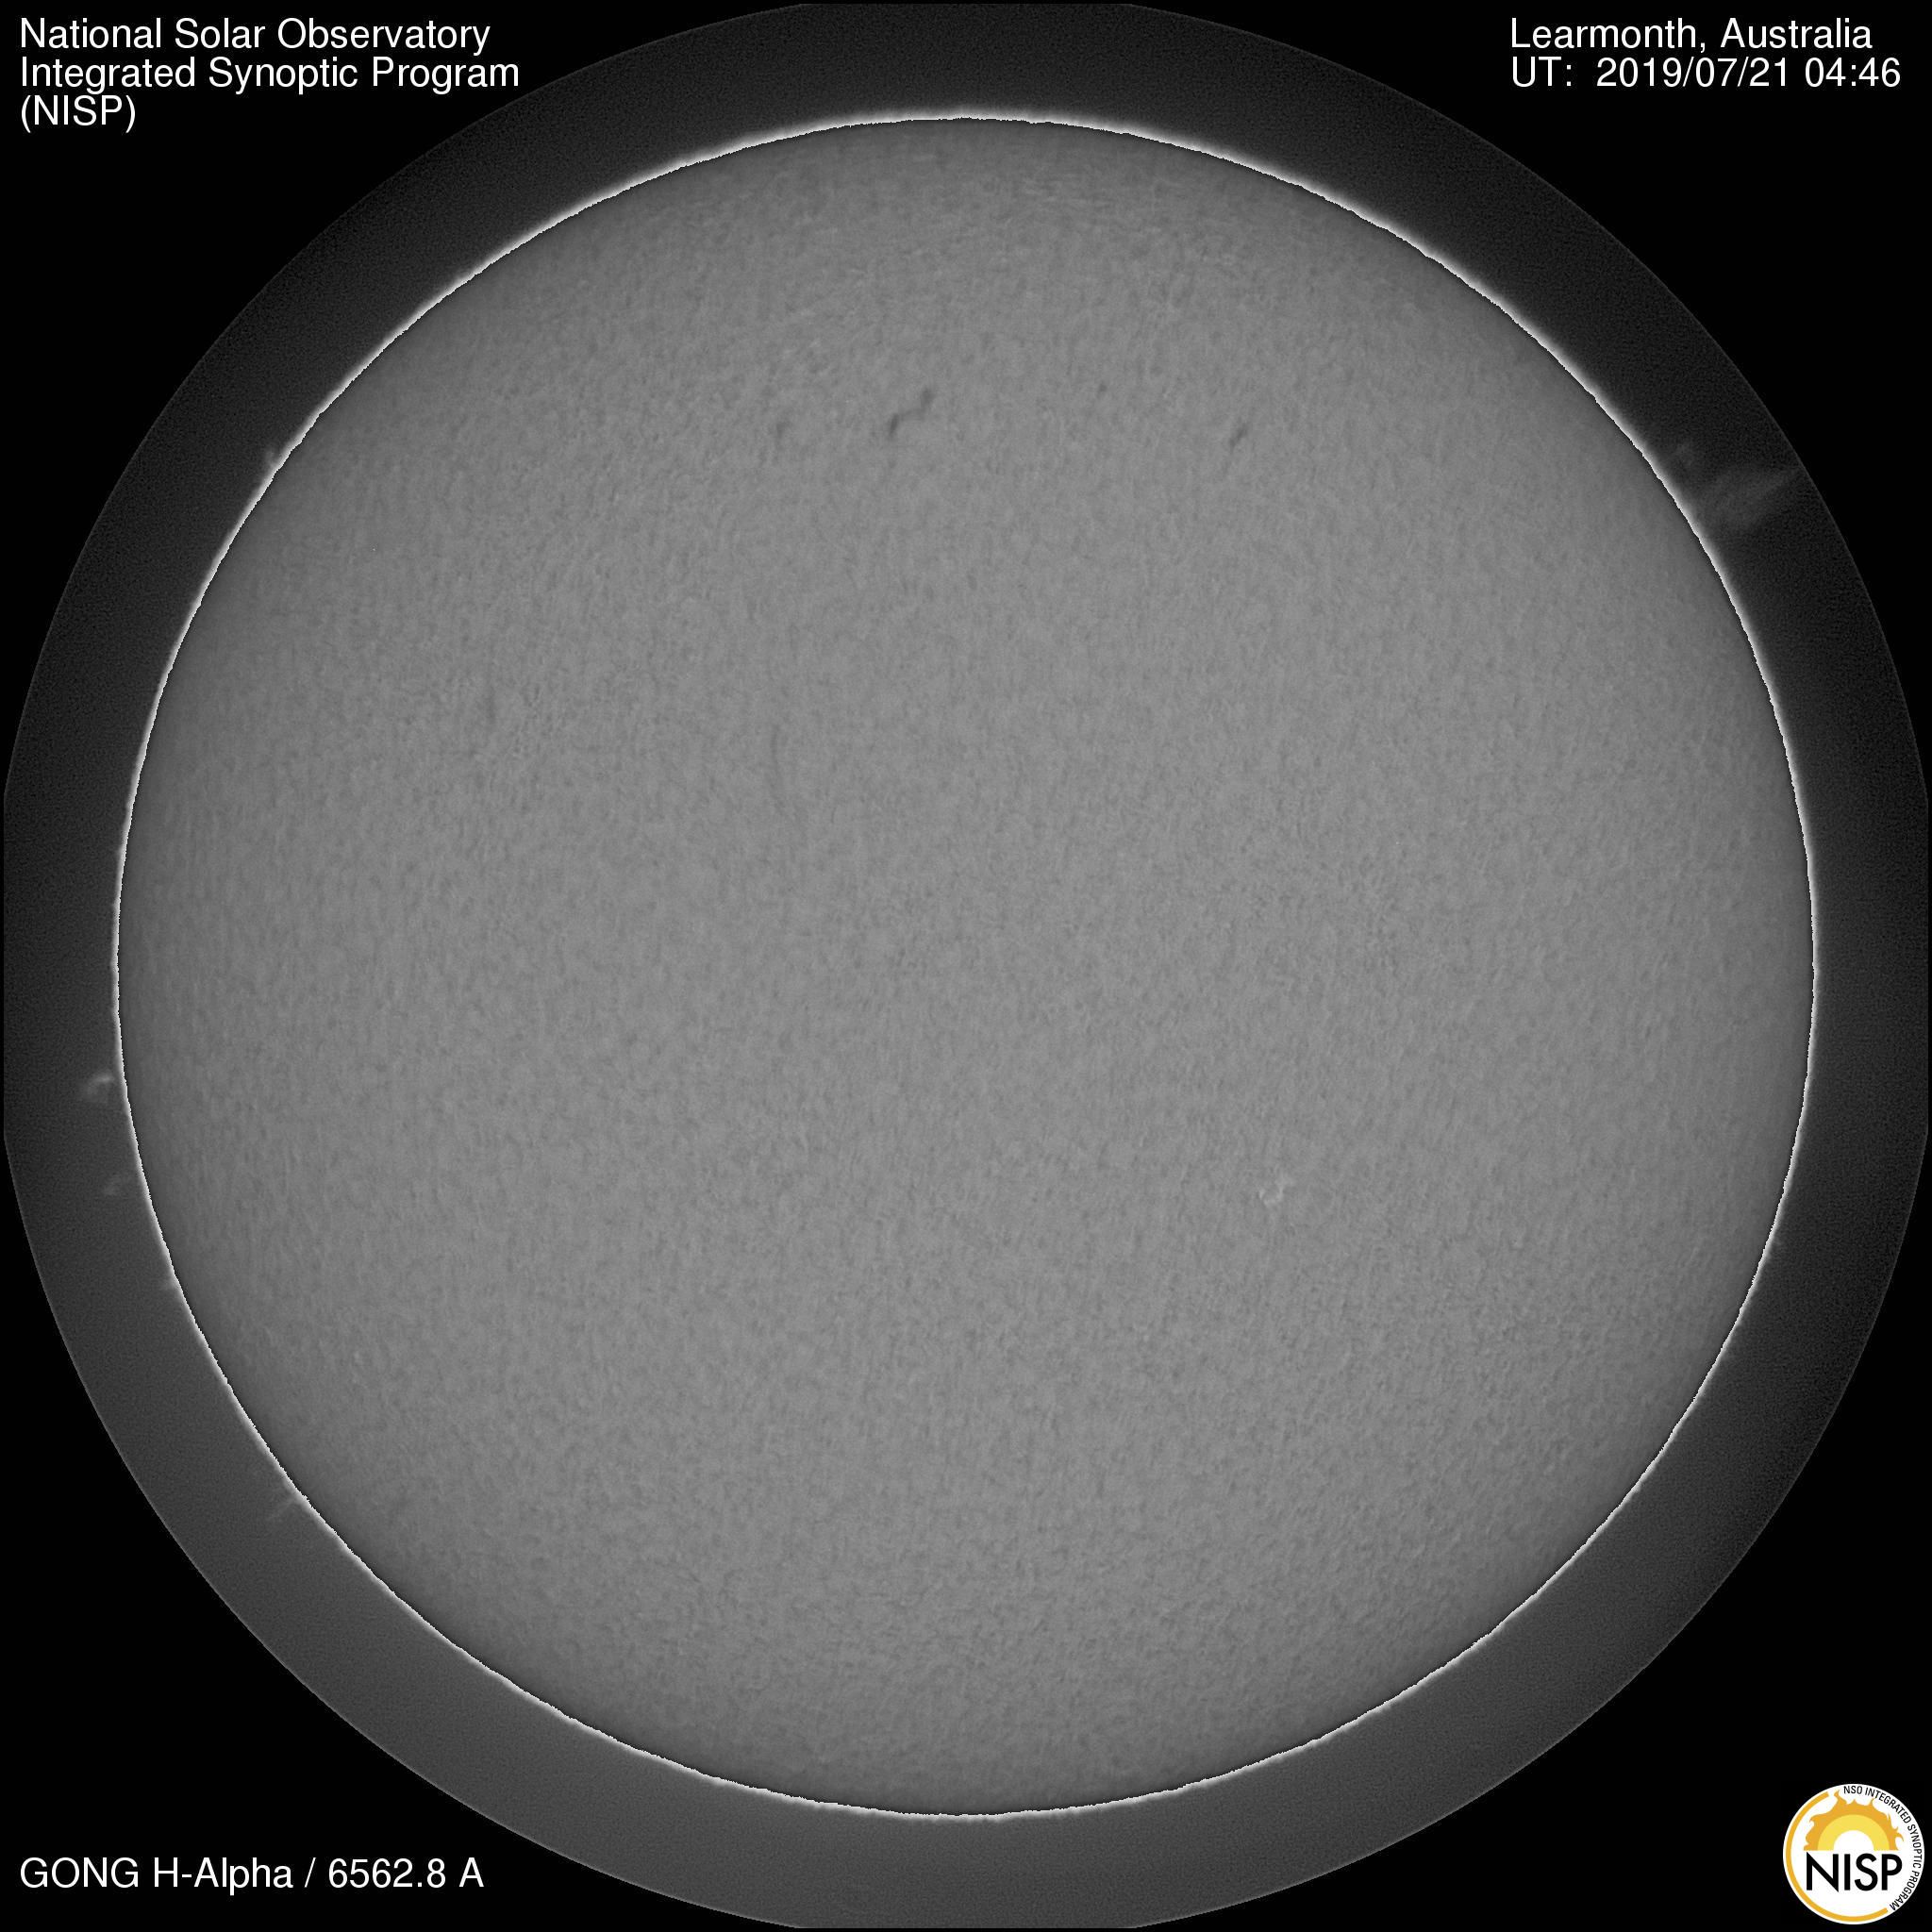 National Solar Observatory
Integrated Synoptic Program
(NISP)
Learmonth, Australia
UT: 2019/07/21 04:46
GONG H-Alpha / 6562.8 A
NSO INTEGRATED SYNOPTIC PROGRAM
NISP